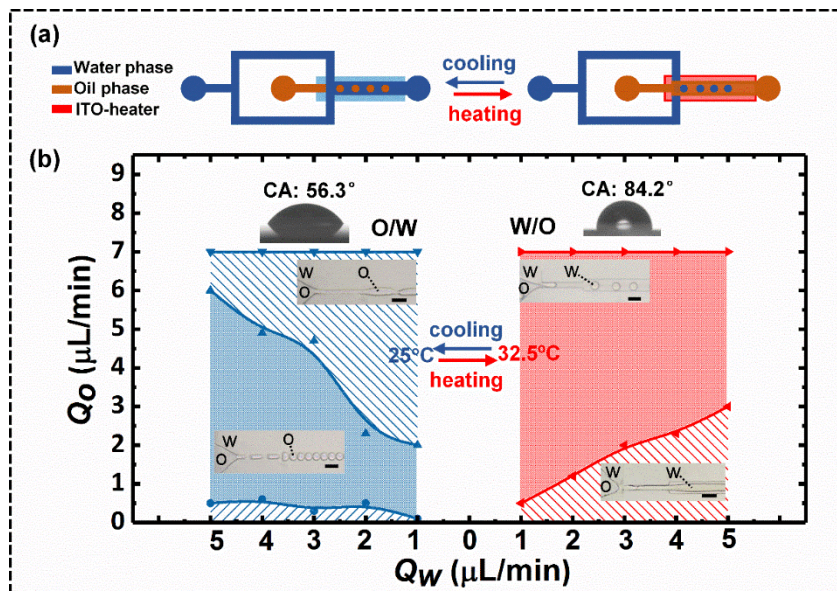 (a)
Water phase
Oil phase
ITO-heater
cooling
heating
(b)
CA: 56.3°
O/W
CA: 84.2°
W/O
W
O
O
W
O
W
cooling
25°C
32.5°C
heating
W
O
O
W
O
W
9
8
7
6
5
4
3
2
1
0
Qo (μL/min)
5 4 3 2 1 0 1 2 3 4 5
Qw (μL/min)